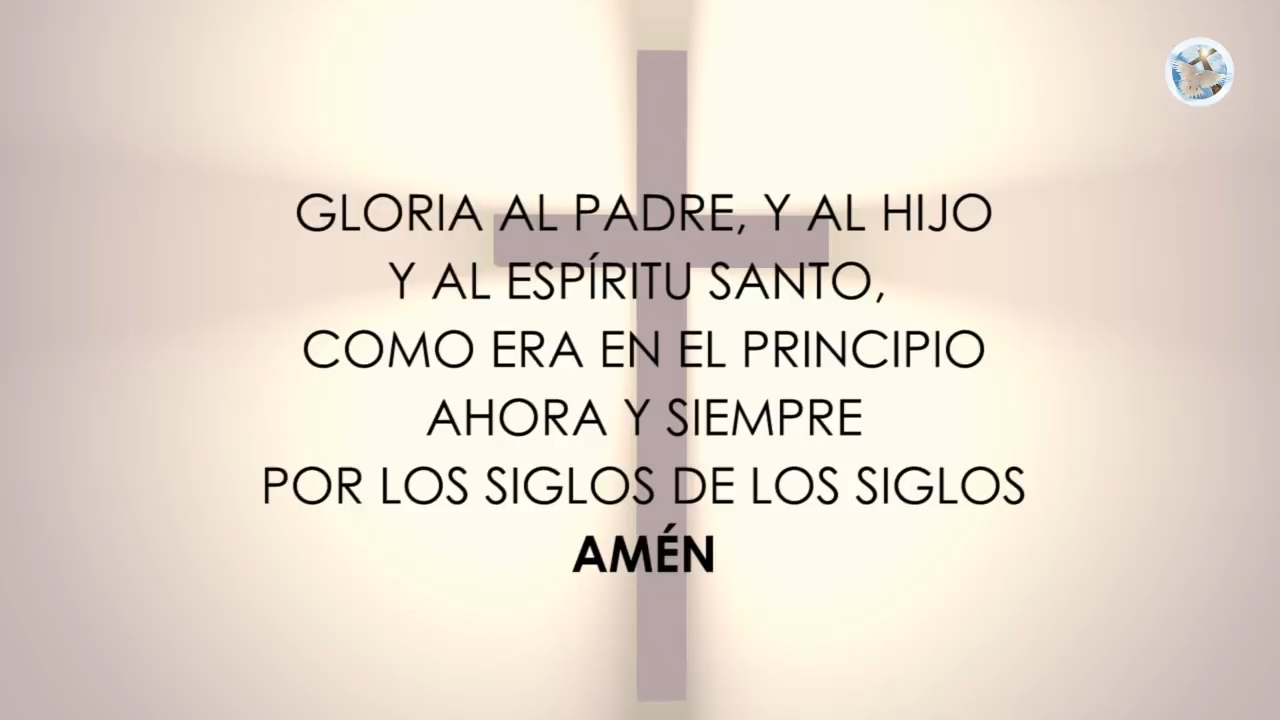 GLORIA AL PADRE, Y AL HIJO
Y AL ESPÍRITU SANTO,
COMO ERA EN EL PRINCIPIO
AHORA Y SIEMPRE
POR LOS SIGLOS DE LOS SIGLOS
AMÉN